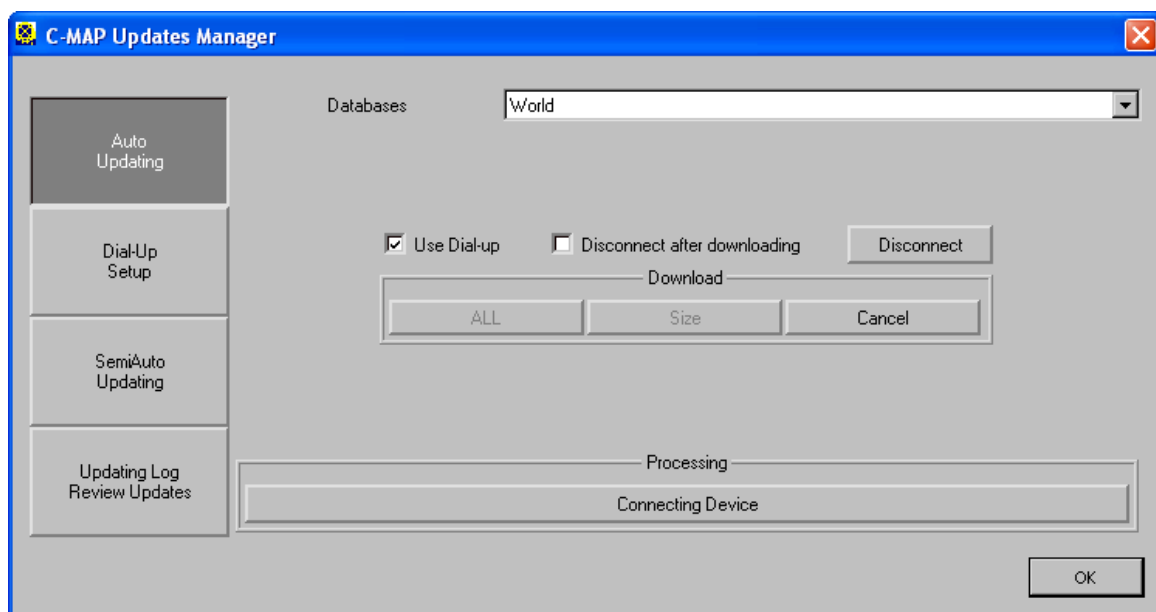 C-MAP Updates Manager
Databases
World
Auto
Updating
Dial-Up
Setup
SemiAuto
Updating
Updating Log
Review Updates
Use Dial-up
Disconnect after downloading
Disconnect
Download
ALL
Size
Cancel
Processing
Connecting Device
OK